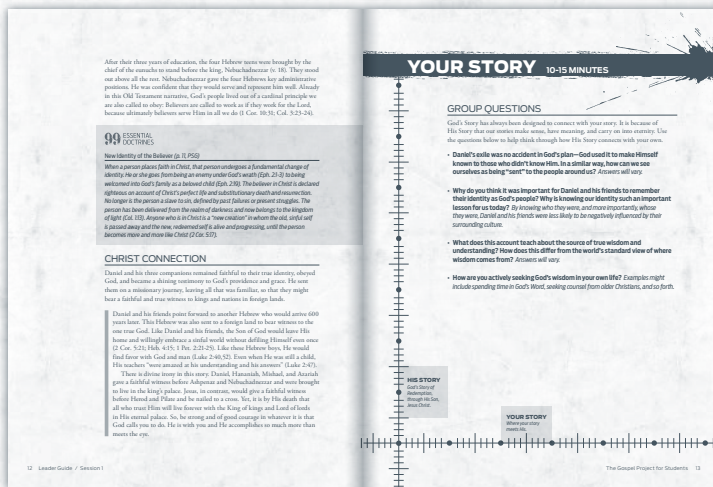 After their three years of education, the four Hebrew teens were brought by the
chief of the eunuchs to stand before the king, Nebuchadnezzar (v. 18). They stood
out above all the rest. Nebuchadnezzar gave the four Hebrews key administrative
positions. He was confident that they would serve and represent him well. Already
in this Old Testament narrative, God's people lived out of a cardinal principle we
are also called to obey: Believers are called to work as if they work for the Lord,
because ultimately believers serve Him in all we do (1 Cor. 10:31; Col. 3:23-24).
99 ESSENTIAL
DOCTRINES
New Identity of the Believer (p. 11, PSG)
When a person places faith in Christ, that person undergoes a fundamental change of
identity. He or she goes from being an enemy under God's wrath (Eph. 2:1-3) to being
welcomed into God's family as a beloved child (Eph. 2:19). The believer in Christ is declared
righteous on account of Christ's perfect life and substitutionary death and resurrection.
No longer is the person a slave to sin, defined by past failures or present struggles. The
person has been delivered from the realm of darkness and now belongs to the kingdom
of light (Col. 1:13). Anyone who is in Christ is a "new creation" in whom the old, sinful self
is passed away and the new, redeemed self is alive and progressing, until the person
becomes more and more like Christ (2 Cor. 5:17).
CHRIST CONNECTION
Daniel and his three companions remained faithful to their true identity, obeyed
God, and became a shining testimony to God's providence and grace. He sent
them on a missionary journey, leaving all that was familiar, so that they might
bear a faithful and true witness to kings and nations in foreign lands.
Daniel and his friends point forward to another Hebrew who would arrive 600
years later. This Hebrew was also sent to a foreign land to bear witness to the
one true God. Like Daniel and his friends, the Son of God would leave His
home and willingly embrace a sinful world without defiling Himself even once
(2 Cor. 5:21; Heb. 4:15; 1 Pet. 2:21-25). Like these Hebrew boys, He would
find favor with God and man (Luke 2:40,52). Even when He was still a child,
His teachers "were amazed at his understanding and his answers" (Luke 2:47).
There is divine irony in this story. Daniel, Hananiah, Mishael, and Azariah
gave a faithful witness before Ashpenaz and Nebuchadnezzar and were brought
to live in the king's palace. Jesus, in contrast, would give a faithful witness
before Herod and Pilate and be nailed to a cross. Yet, it is by His death that
all who trust Him will live forever with the King of kings and Lord of lords
in His eternal palace. So, be strong and of good courage in whatever it is that
God calls you to do. He is with you and He accomplishes so much more than
meets the eye.
12 Leader Guide / Session 1
YOUR STORY 10-15 MINUTES
GROUP QUESTIONS
God's Story has always been designed to connect with your story. It is because of
His Story that our stories make sense, have meaning, and carry on into eternity. Use
the questions below to help think through how His Story connects with your own.
• Daniel's exile was no accident in God's plan—God used it to make Himself
known to those who didn't know Him. In a similar way, how can we see
ourselves as being "sent" to the people around us? Answers will vary.
• Why do you think it was important for Daniel and his friends to remember
their identity as God's people? Why is knowing our identity such an important
lesson for us today? By knowing who they were, and more importantly, whose
they were, Daniel and his friends were less likely to be negatively influenced by their
surrounding culture.
• What does this account teach about the source of true wisdom and
understanding? How does this differ from the world's standard view of where
wisdom comes from? Answers will vary.
• How are you actively seeking God's wisdom in your own life? Examples might
include spending time in God's Word, seeking counsel from older Christians, and so forth.
HIS STORY
God's Story of
Redemption,
through His Son,
Jesus Christ.
YOUR STORY
Where your story
meets His.
The Gospel Project for Students 13